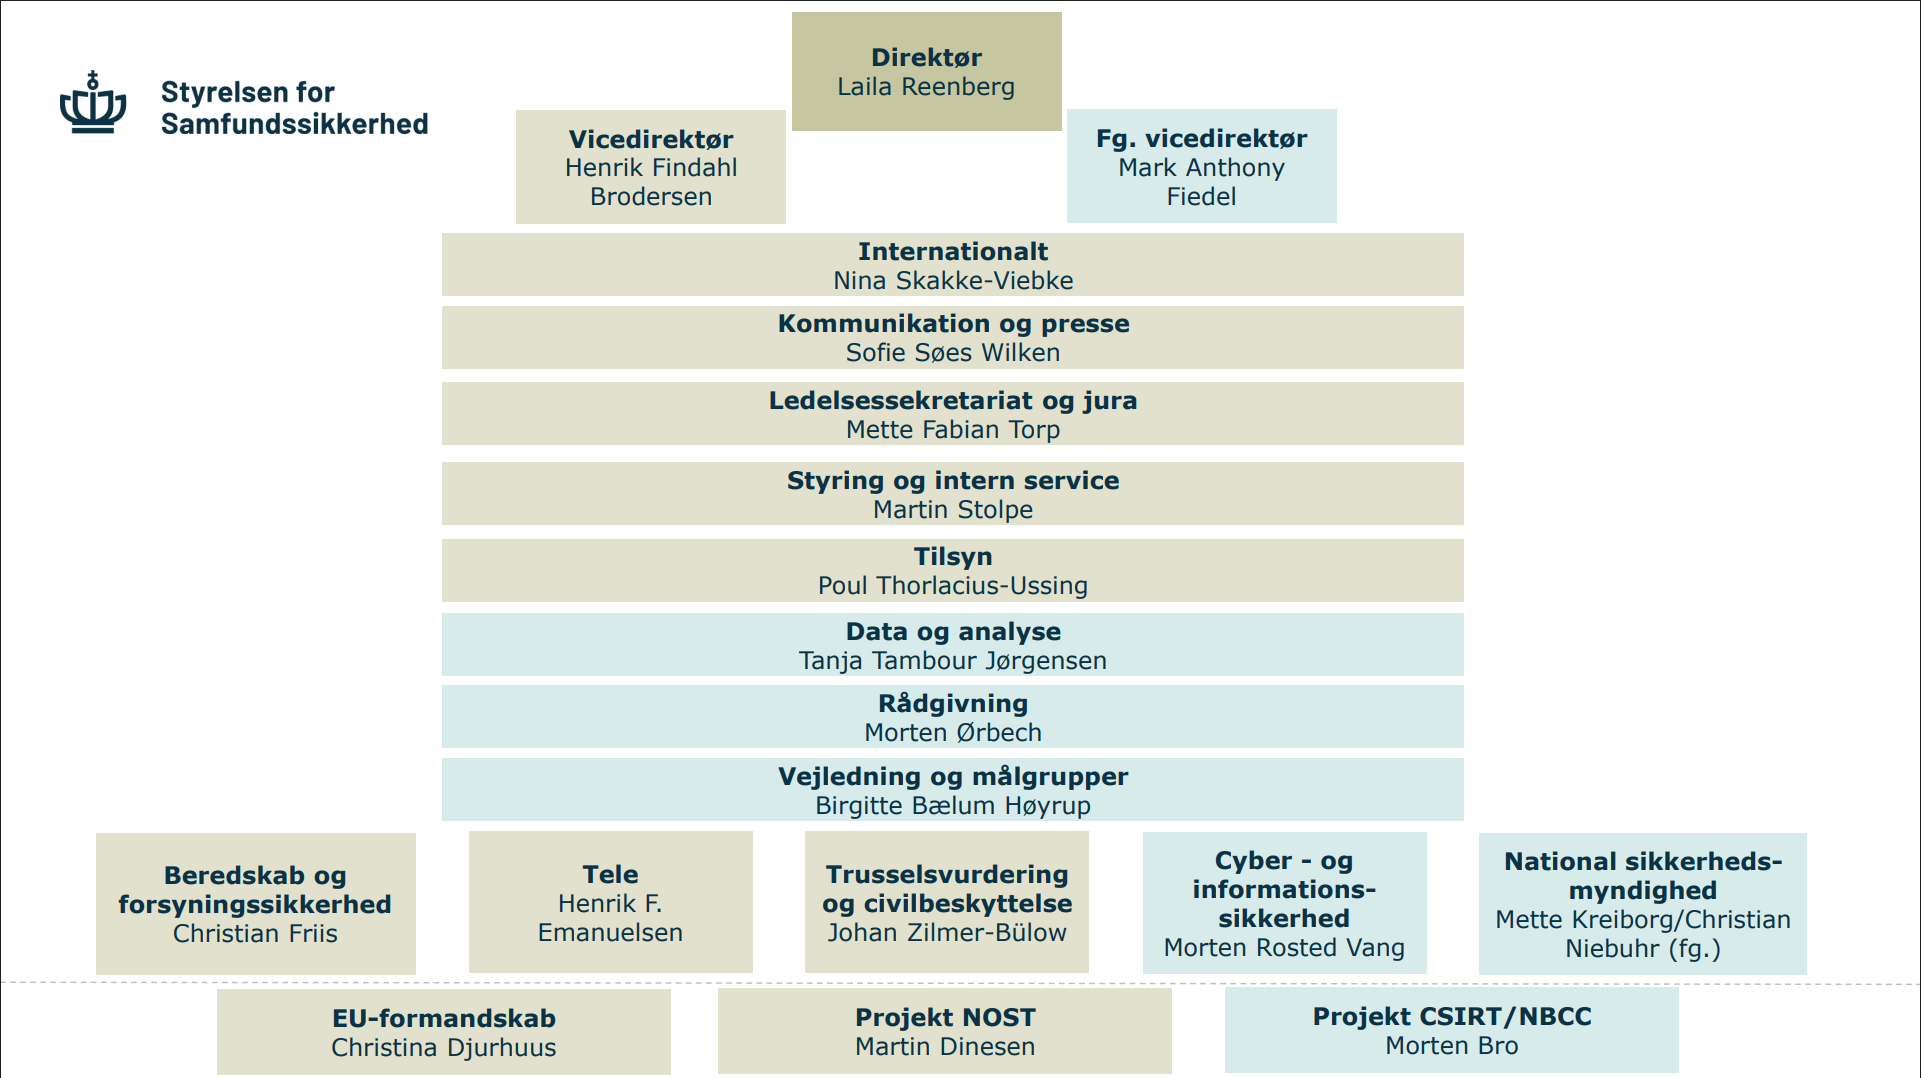 Styrelsen for
Samfundssikkerhed
Direktør
Laila Reenberg
Vicedirektør
Henrik Findahl
Brodersen
Fg. vicedirektør
Mark Anthony
Fiedel
Internationalt
Nina Skakke-Viebke
Kommunikation og presse
Sofie Søes Wilken
Ledelsessekretariat og jura
Mette Fabian Torp
Styring og intern service
Martin Stolpe
Tilsyn
Poul Thorlacius-Ussing
Data og analyse
Tanja Tambour Jørgensen
Rådgivning
Morten Ørbech
Vejledning og målgrupper
Birgitte Bælum Høyrup
Beredskab og
forsyningssikkerhed
Christian Friis
Tele
Henrik F.
Emanuelsen
Trusselsvurdering
og civilbeskyttelse
Johan Zilmer-Bülow
Cyber – og
informations-
sikkerhed
Morten Rosted Vang
National sikkerheds-
myndighed
Mette Kreiborg/Christian
Niebuhr (fg.)
EU-formandskab
Christina Djurhuus
Projekt NOST
Martin Dinesen
Projekt CSIRT/NBCC
Morten Bro